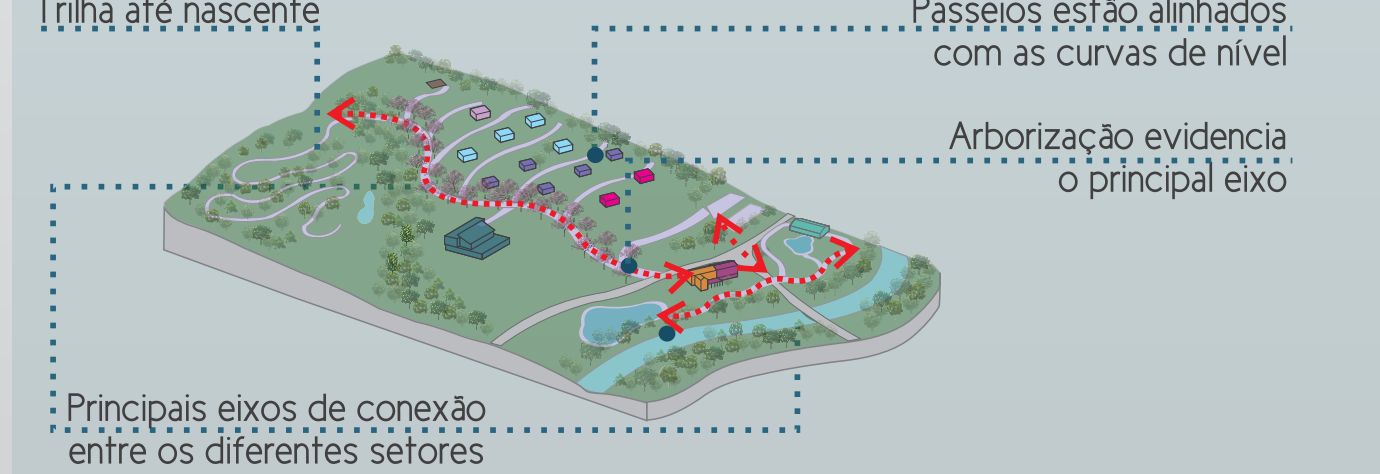 Trilha até nascente
Passeios estão alinhados
com as curvas de nível
Arborização evidencia
o principal eixo
Principais eixos de conexão
entre os diferentes setores